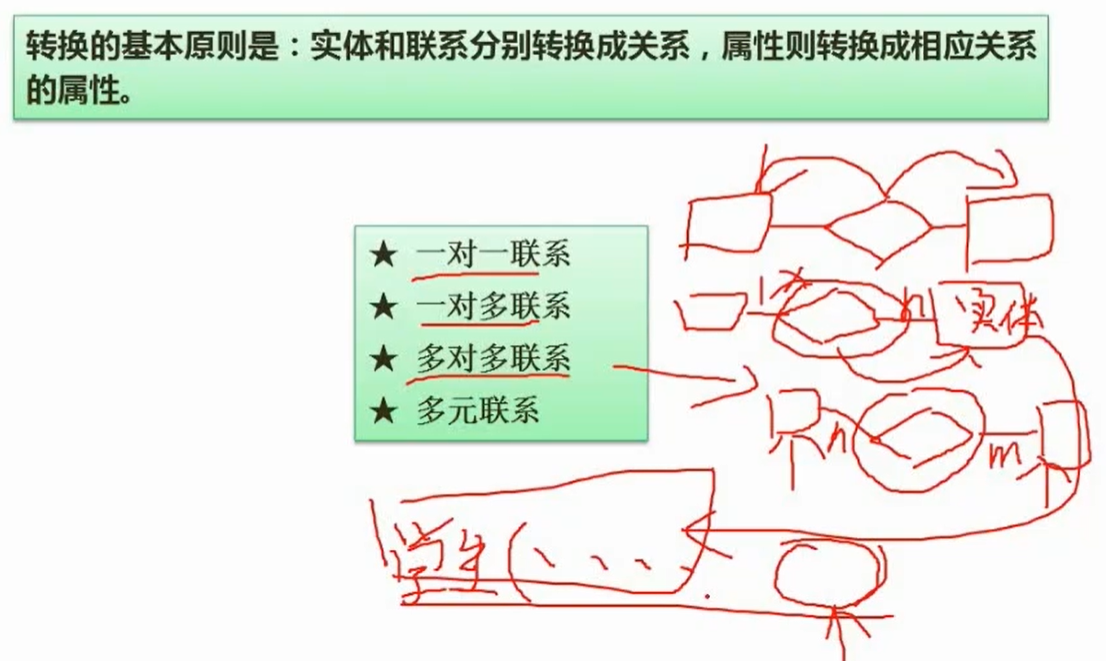 转换的基本原则是：实体和联系分别转换成关系，属性则转换成相应关系
的属性。
★ 一对一联系
★ 一对多联系
★ 多对多联系
★ 多元联系
1 n 实体
n m
学生(